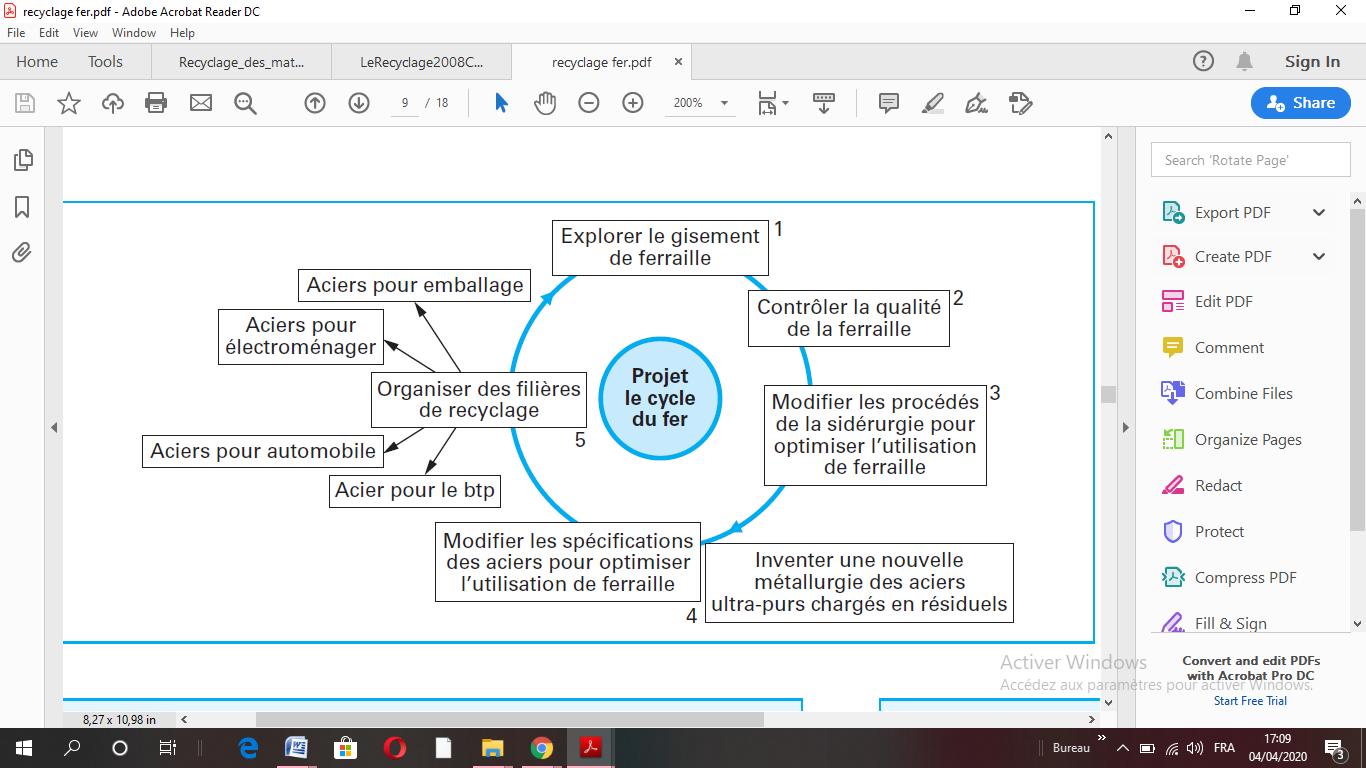 recyclage fer.pdf - Adobe Acrobat Reader DC
File Edit View Window Help
Home Tools Recyclage_des_mat... LeRecyclage2008C... recyclage fer.pdf × Sign In
9 / 18 200% Share
Explorer le gisement
de ferraille
1
Contrôler la qualité
de la ferraille
2
Modifier les procédés
de la sidérurgie pour
optimiser l'utilisation
de ferraille
3
Inventer une nouvelle
métallurgie des aciers
ultra-purs chargés en résiduels
Modifier les spécifications
des aciers pour optimiser
l'utilisation de ferraille
4
Organiser des filières
de recyclage
5
Aciers pour emballage
Aciers pour
électroménager
Aciers pour automobile
Acier pour le btp
Projet
le cycle
du fer
8,27 x 10,98 in
Search 'Rotate Page'
Export PDF
Create PDF
Edit PDF
Comment
Combine Files
Organize Pages
Redact
Protect
Compress PDF
Fill & Sign
Convert and edit PDFs
with Acrobat Pro DC
Start Free Trial
Activer Windows
Accédez aux paramètres pour activer Windows.
Bureau » FRA 17:09
04/04/2020
3